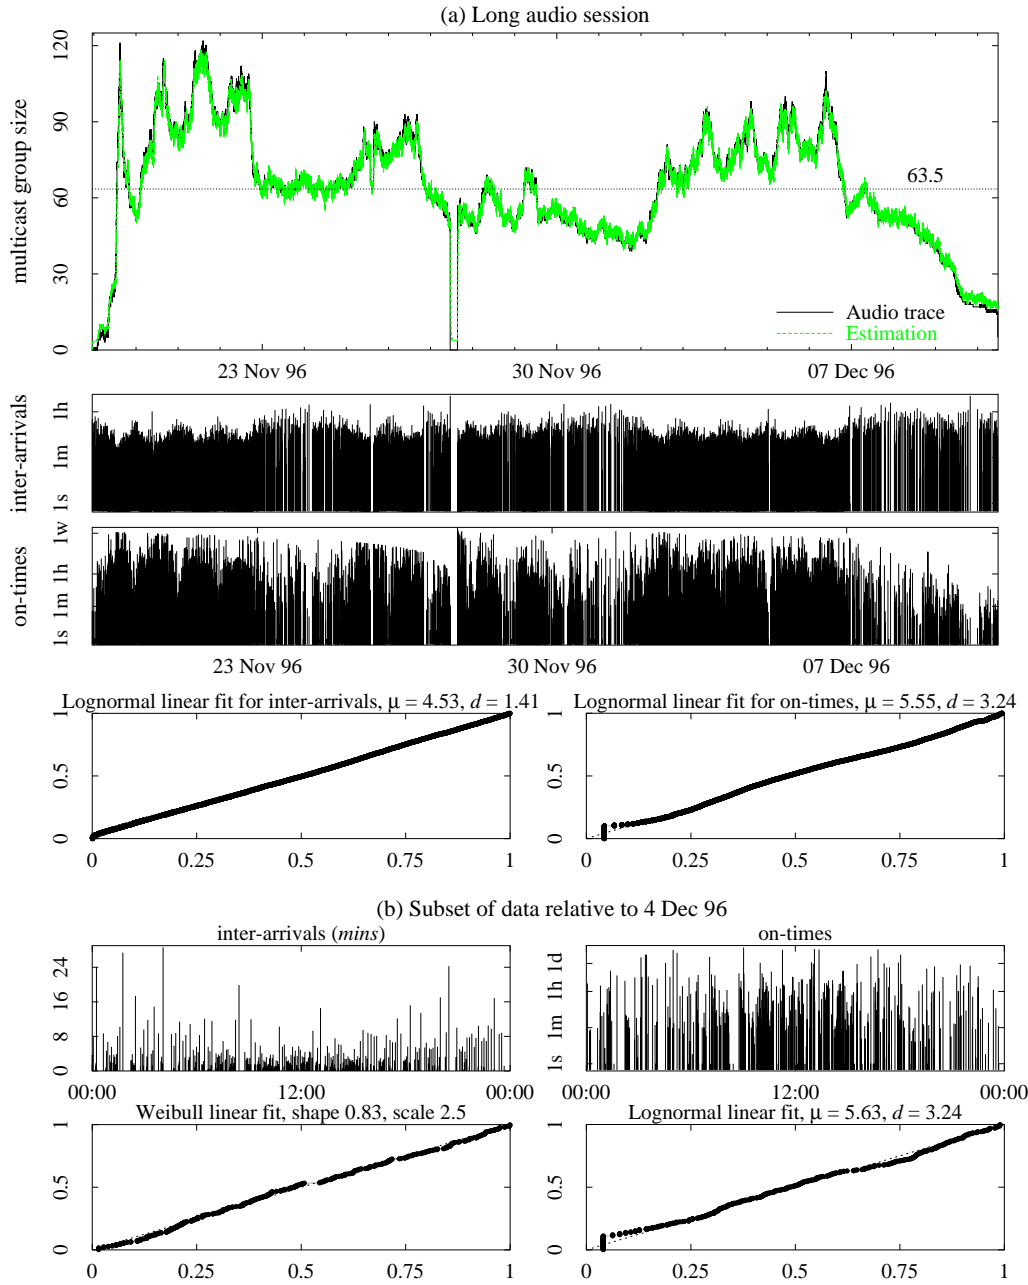 (a) Long audio session
multicast group size
120
90
60
30
0
63.5
Audio trace
Estimation
23 Nov 96
30 Nov 96
07 Dec 96
inter-arrivals
1h
1m
1s
on-times
1w
1h
1m
1s
23 Nov 96
30 Nov 96
07 Dec 96
Lognormal linear fit for inter-arrivals, μ = 4.53, d = 1.41
1
0.5
0
0 0.25 0.5 0.75 1
Lognormal linear fit for on-times, μ = 5.55, d = 3.24
1
0.5
0
0 0.25 0.5 0.75 1
(b) Subset of data relative to 4 Dec 96
inter-arrivals (mins)
24
16
8
0
00:00 12:00 00:00
on-times
1d
1h
1m
1s
00:00 12:00 00:00
Weibull linear fit, shape 0.83, scale 2.5
1
0.5
0
0 0.25 0.5 0.75 1
Lognormal linear fit, μ = 5.63, d = 3.24
1
0.5
0
0 0.25 0.5 0.75 1